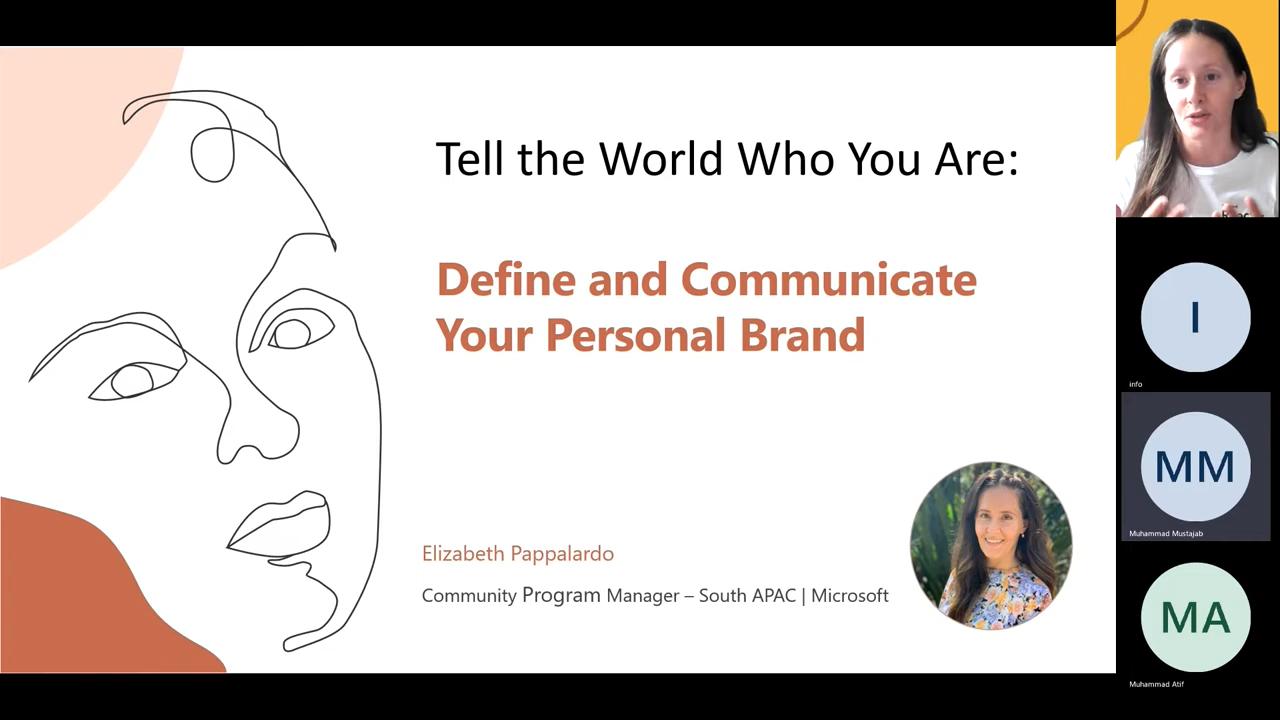 Tell the World Who You Are:
Define and Communicate
Your Personal Brand
Elizabeth Pappalardo
Community Program Manager – South APAC | Microsoft
I
info
MM
Muhammad Mustajab
MA
Muhammad Atif